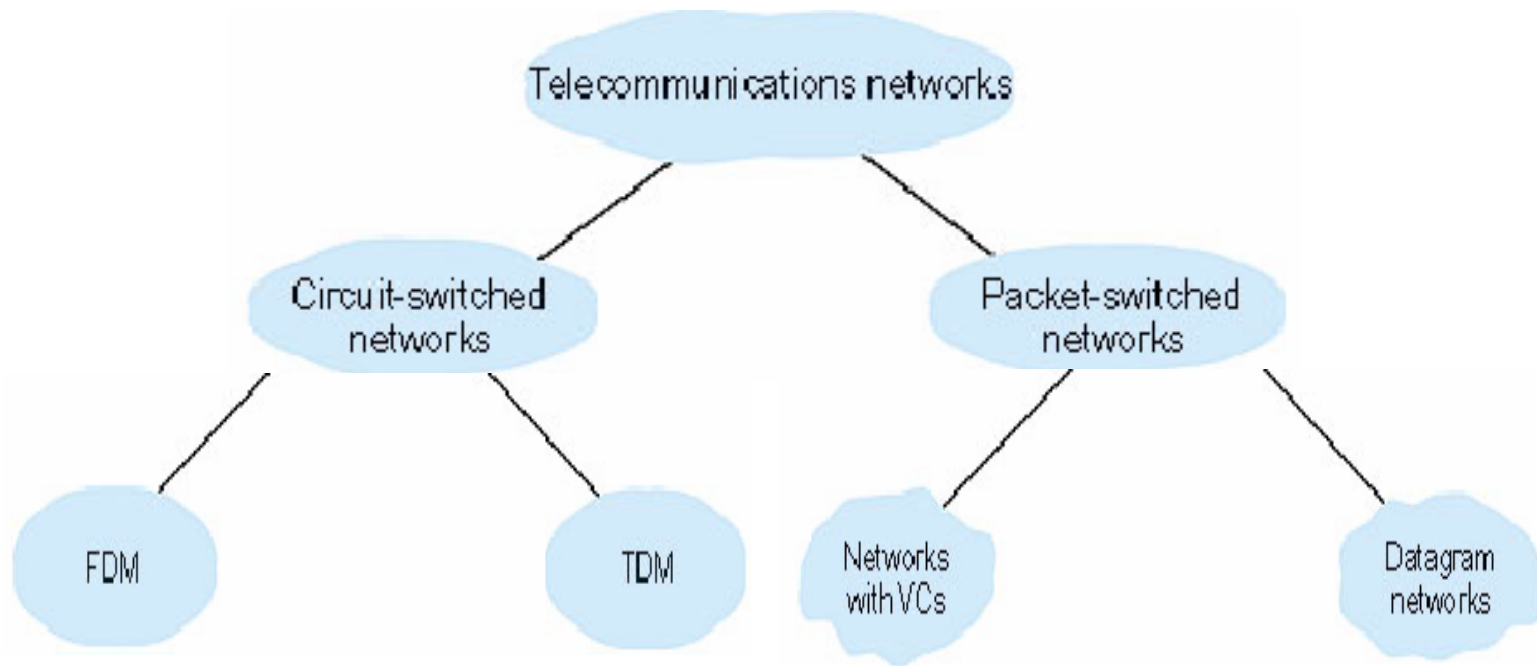 Telecommunications networks
Circuit-switched
networks
Packet-switched
networks
FDM
TDM
Networks
with VCs
Datagram
networks